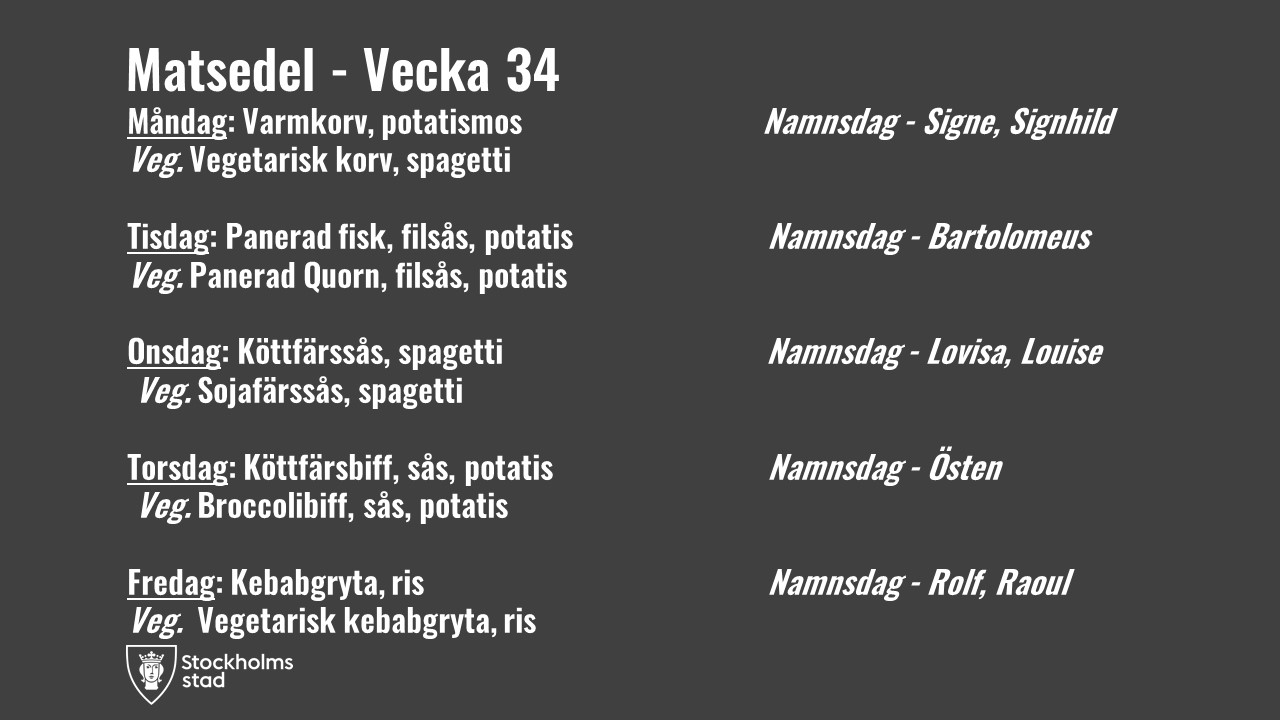 Matsedel - Vecka 34
Måndag: Varmkorv, potatismos
Namnsdag - Signe, Signhild
Veg. Vegetarisk korv, spagetti
Tisdag: Panerad fisk, filsås, potatis
Namnsdag - Bartolomeus
Veg. Panerad Quorn, filsås, potatis
Onsdag: Köttfärssås, spagetti
Namnsdag - Lovisa, Louise
Veg. Sojafärssås, spagetti
Torsdag: Köttfärsbiff, sås, potatis
Namnsdag - Östen
Veg. Broccolibiff, sås, potatis
Fredag: Kebabgryta, ris
Namnsdag - Rolf, Raoul
Veg. Vegetarisk kebabgryta, ris
Stockholms
stad